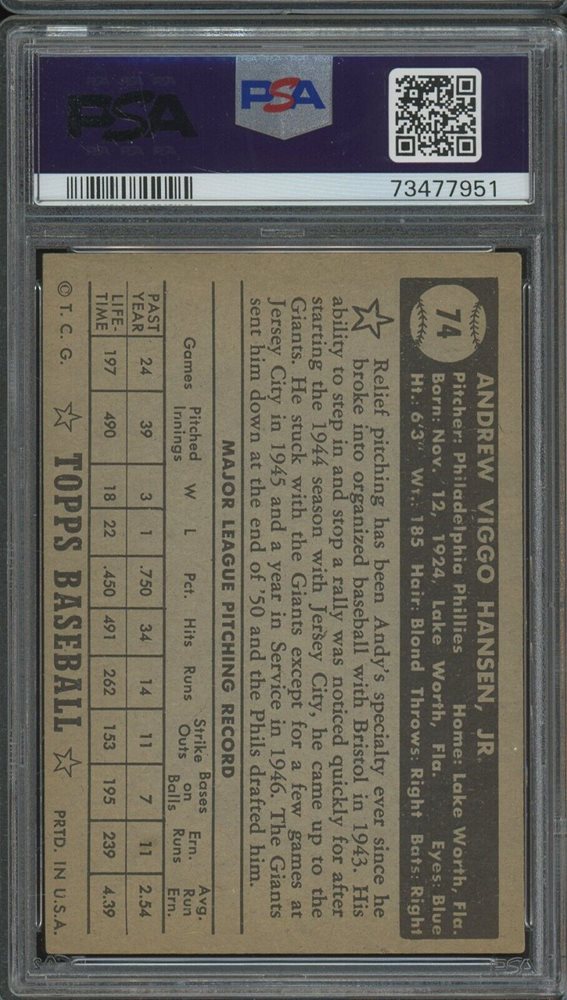 PSA
PSA
73477951
74
ANDREW VIGGO HANSEN, JR
Pitcher: Philadelphia Phillies Home: Lake Worth, Fla.
Born: Nov. 12, 1924, Lake Worth, Fla. Eyes: Blue
Ht.: 6'3" Wt.: 185 Hair: Blond Throws: Right Bats: Right
Relief pitching has been Andy's specialty ever since he
broke into organized baseball with Bristol in 1943. His
ability to step in and stop a rally was noticed quickly for after
starting the 1944 season with Jersey City, he came up to the
Giants. He stuck with the Giants except for a few games at
Jersey City in 1945 and a year in Service in 1946. The Giants
sent him down at the end of '50 and the Phils drafted him.
MAJOR LEAGUE PITCHING RECORD
Games Pitched Innings W L Pct. Hits Runs Strike Outs Bases on Balls Ern. Runs Avg. Run Ern.
PAST YEAR 24 39 3 1 .750 34 14 11 7 11 2.54
LIFE-TIME 197 490 18 22 .450 491 262 153 195 239 4.39
© T. C. G. ☆ TOPPS BASEBALL ☆ PRTD. IN U.S.A.